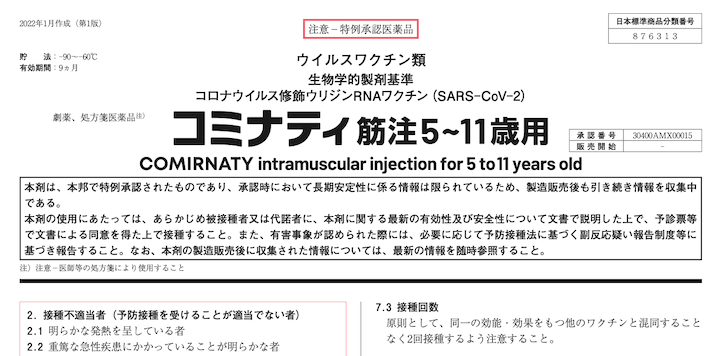 2022年1月作成（第1版）
注意－特例承認医薬品
日本標準商品分類番号
876313
貯　　法：-90～-60℃
有効期間：9ヵ月
ウイルスワクチン類
生物学的製剤基準
コロナウイルス修飾ウリジンRNAワクチン（SARS-CoV-2）
劇薬、処方箋医薬品注）
コミナティ筋注5~11歳用
承認番号 30400AMX00015
販売開始 －
COMIRNATY intramuscular injection for 5 to 11 years old
本剤は、本邦で特例承認されたものであり、承認時において長期安定性に係る情報は限られているため、製造販売後も引き続き情報を収集中
である。
本剤の使用にあたっては、あらかじめ被接種者又は代諾者に、本剤に関する最新の有効性及び安全性について文書で説明した上で、予診票等
で文書による同意を得た上で接種すること。また、有害事象が認められた際には、必要に応じて予防接種法に基づく副反応疑い報告制度等に
基づき報告すること。なお、本剤の製造販売後に収集された情報については、最新の情報を随時参照すること。
注）注意－医師等の処方箋により使用すること
2. 接種不適当者（予防接種を受けることが適当でない者）
2.1 明らかな発熱を呈している者
2.2 重篤な急性疾患にかかっていることが明らかな者
7.3 接種回数
原則として、同一の効能・効果をもつ他のワクチンと混同すること
なく2回接種するよう注意すること。